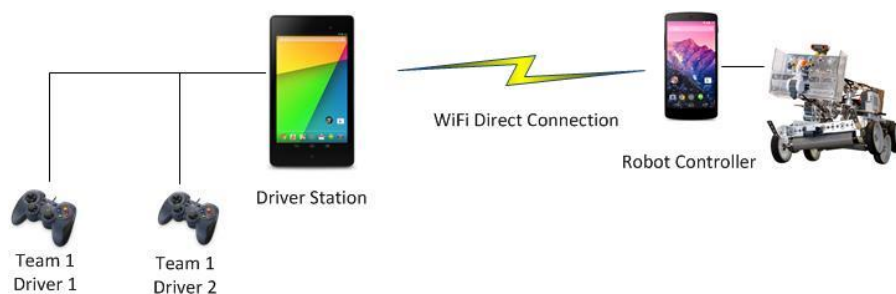 WiFi Direct Connection
Robot Controller
Driver Station
Team 1
Driver 1
Team 1
Driver 2